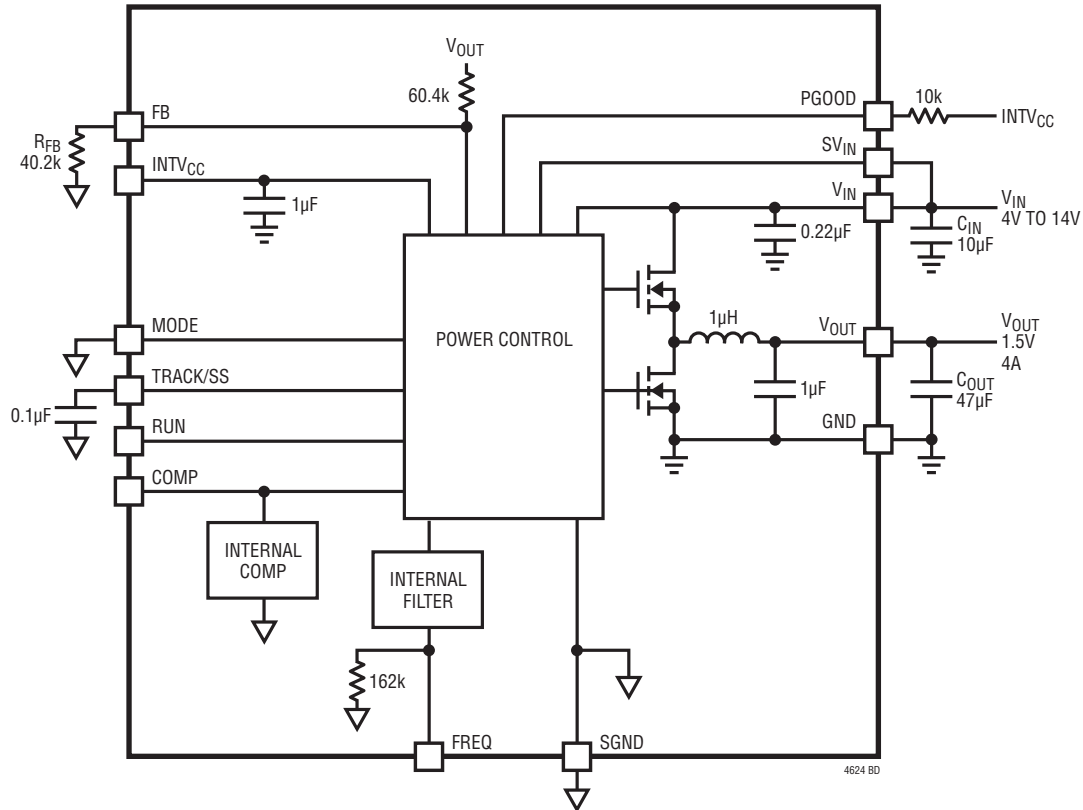 VOUT
60.4k
FB
RFB
40.2k
INTVCC
1µF
PGOOD
10k
INTVCC
SVIN
VIN
VIN
4V TO 14V
0.22µF
CIN
10µF
POWER CONTROL
1µH
VOUT
VOUT
1.5V
4A
1µF
COUT
47µF
GND
MODE
TRACK/SS
0.1µF
RUN
COMP
INTERNAL
COMP
INTERNAL
FILTER
162k
FREQ
SGND
4624 BD